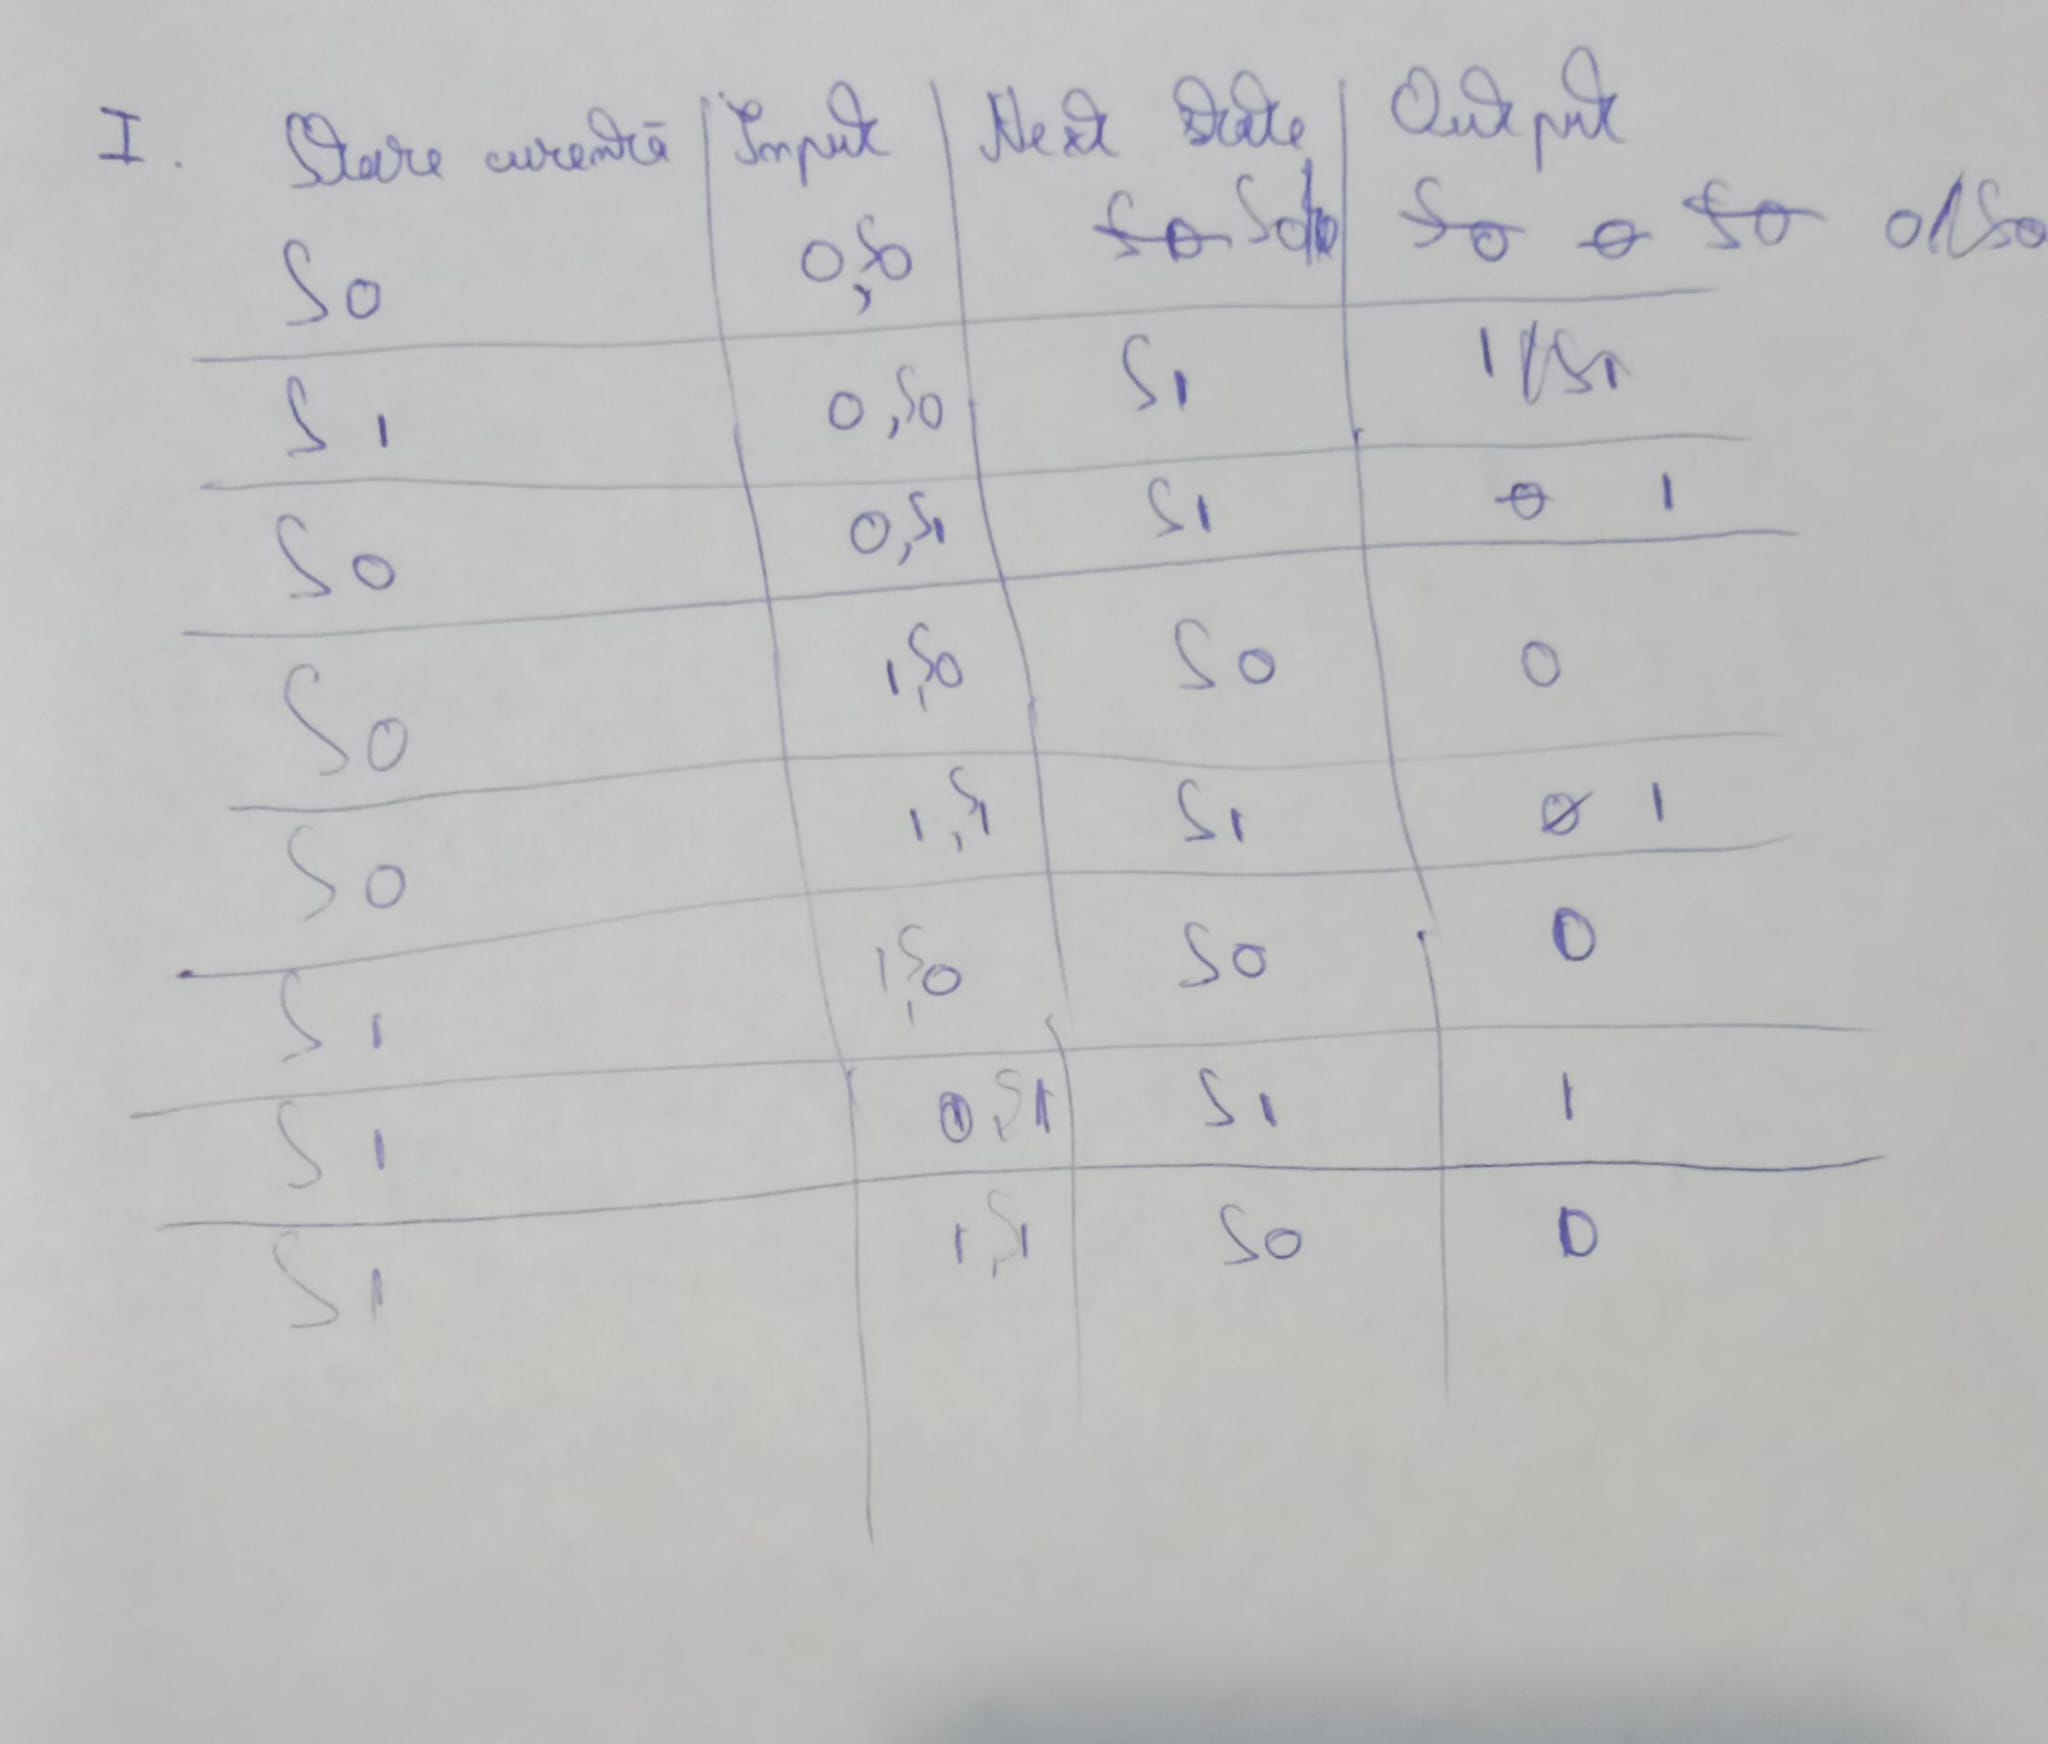 I. Stare curentă Input Next State Output
S0 0,S0 S0 S0 S0 0 S0 0/S0
S1 0,S0 S1 1/S1
S0 0,S1 S1 0 1
S0 1,S0 S0 0
S0 1,S1 S1 0 1
S1 1,S0 S0 0
S1 0,S1 S1 1
S1 1,S1 S0 0